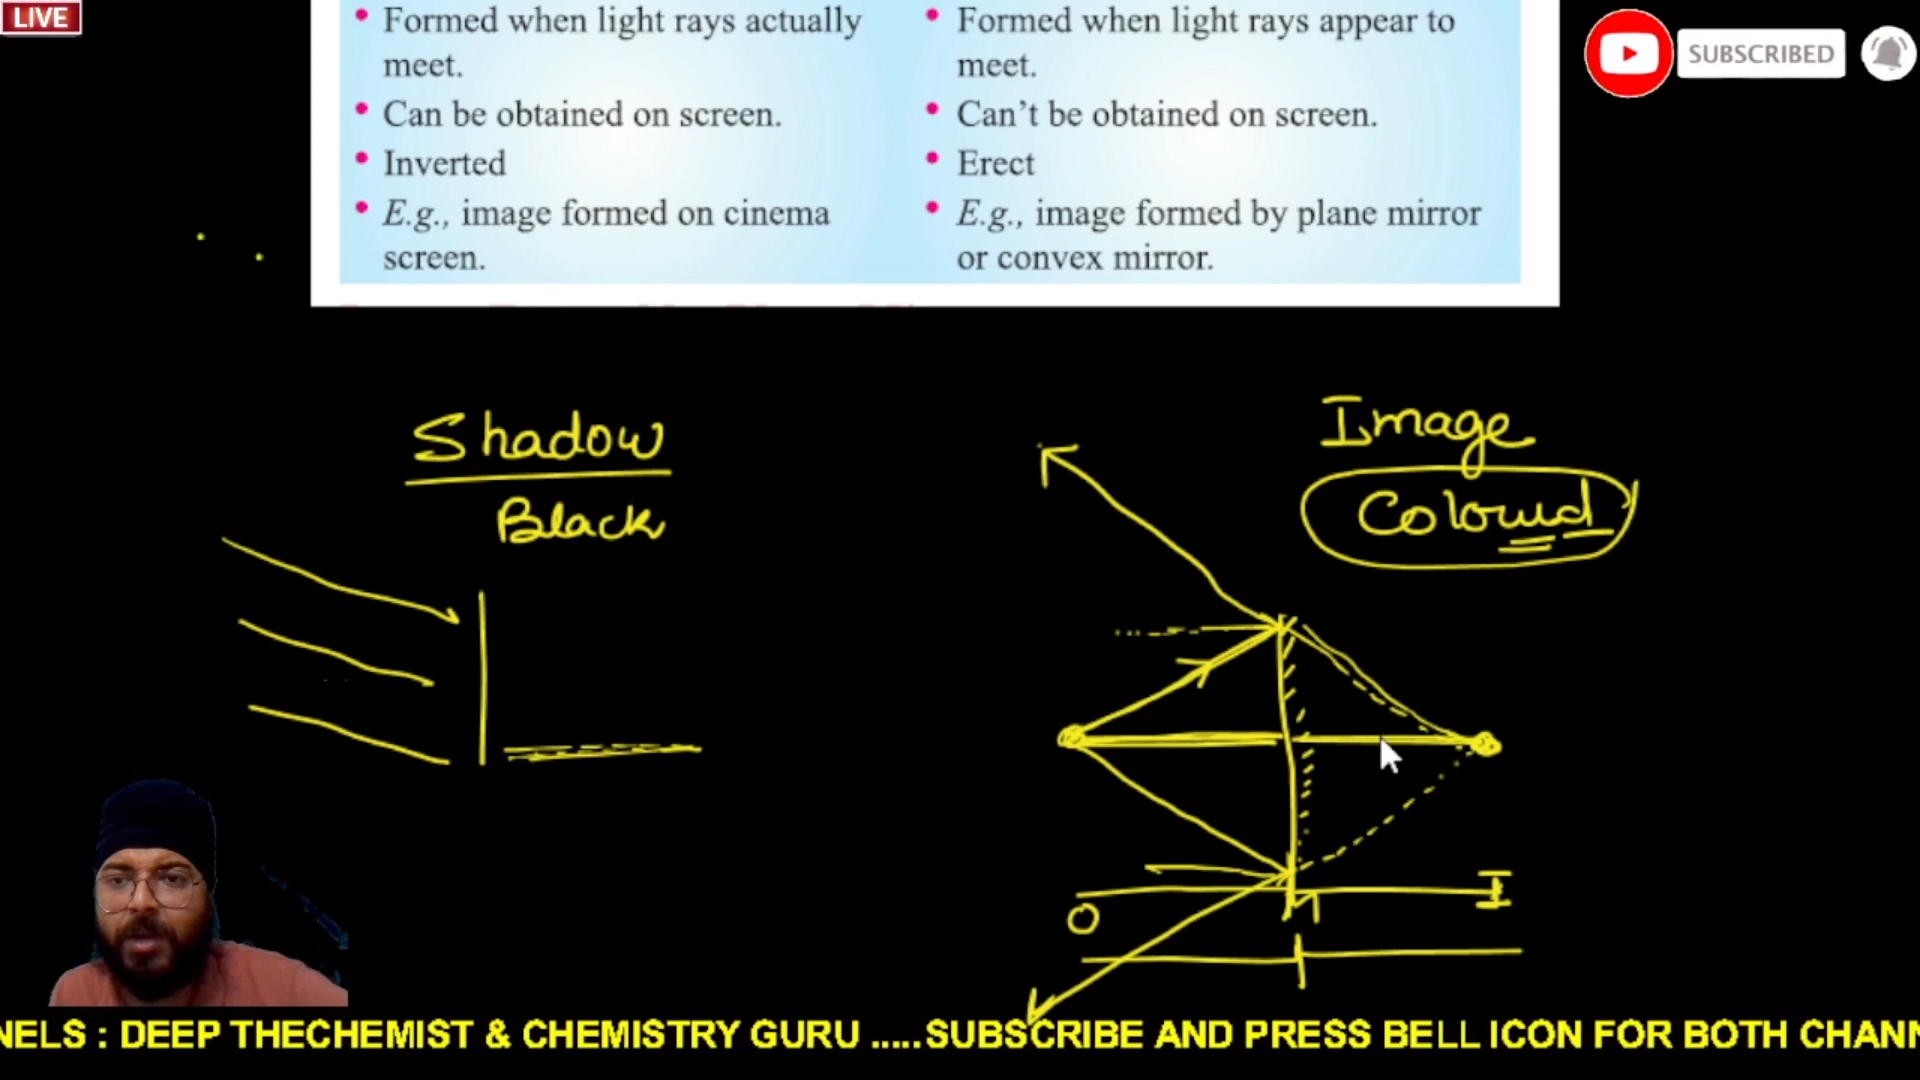 LIVE
• Formed when light rays actually
meet.
• Can be obtained on screen.
• Inverted
• E.g., image formed on cinema
screen.
• Formed when light rays appear to
meet.
• Can’t be obtained on screen.
• Erect
• E.g., image formed by plane mirror
or convex mirror.
SUBSCRIBED
Shadow
Black
Image
Coloured
O
M
I
NELS : DEEP THECHEMIST & CHEMISTRY GURU .....SUBSCRIBE AND PRESS BELL ICON FOR BOTH CHANN